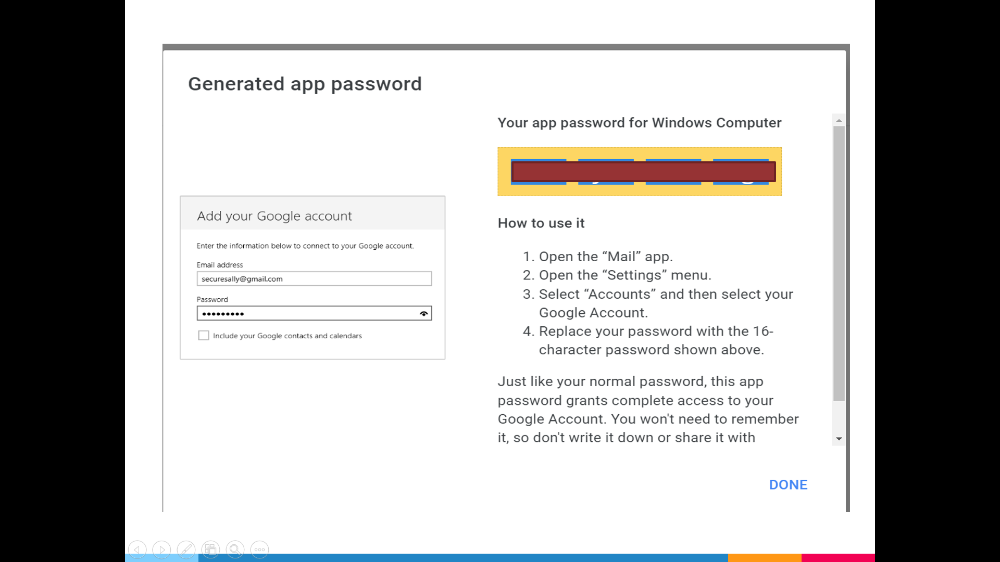 Generated app password
Your app password for Windows Computer
Add your Google account
Enter the information below to connect to your Google account.
Email address
securesally@gmail.com
Password
•••••••••
Include your Google contacts and calendars
How to use it
1. Open the “Mail” app.
2. Open the “Settings” menu.
3. Select “Accounts” and then select your
Google Account.
4. Replace your password with the 16-
character password shown above.
Just like your normal password, this app
password grants complete access to your
Google Account. You won't need to remember
it, so don't write it down or share it with
DONE